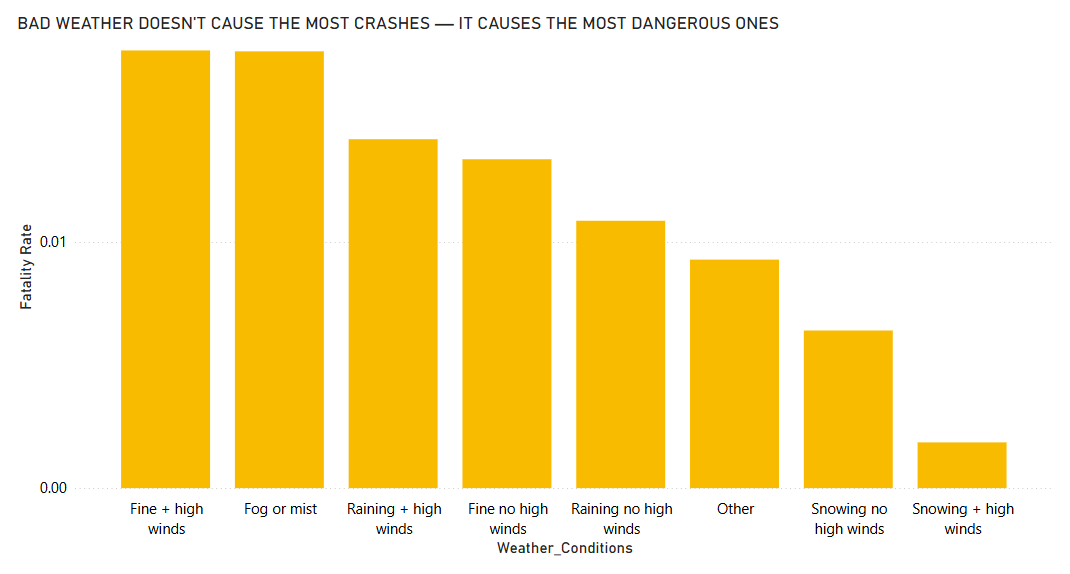 BAD WEATHER DOESN'T CAUSE THE MOST CRASHES — IT CAUSES THE MOST DANGEROUS ONES
Fatality Rate
0.01
0.00
Fine + high
winds
Fog or mist
Raining + high
winds
Fine no high
winds
Raining no high
winds
Other
Snowing no
high winds
Snowing + high
winds
Weather_Conditions